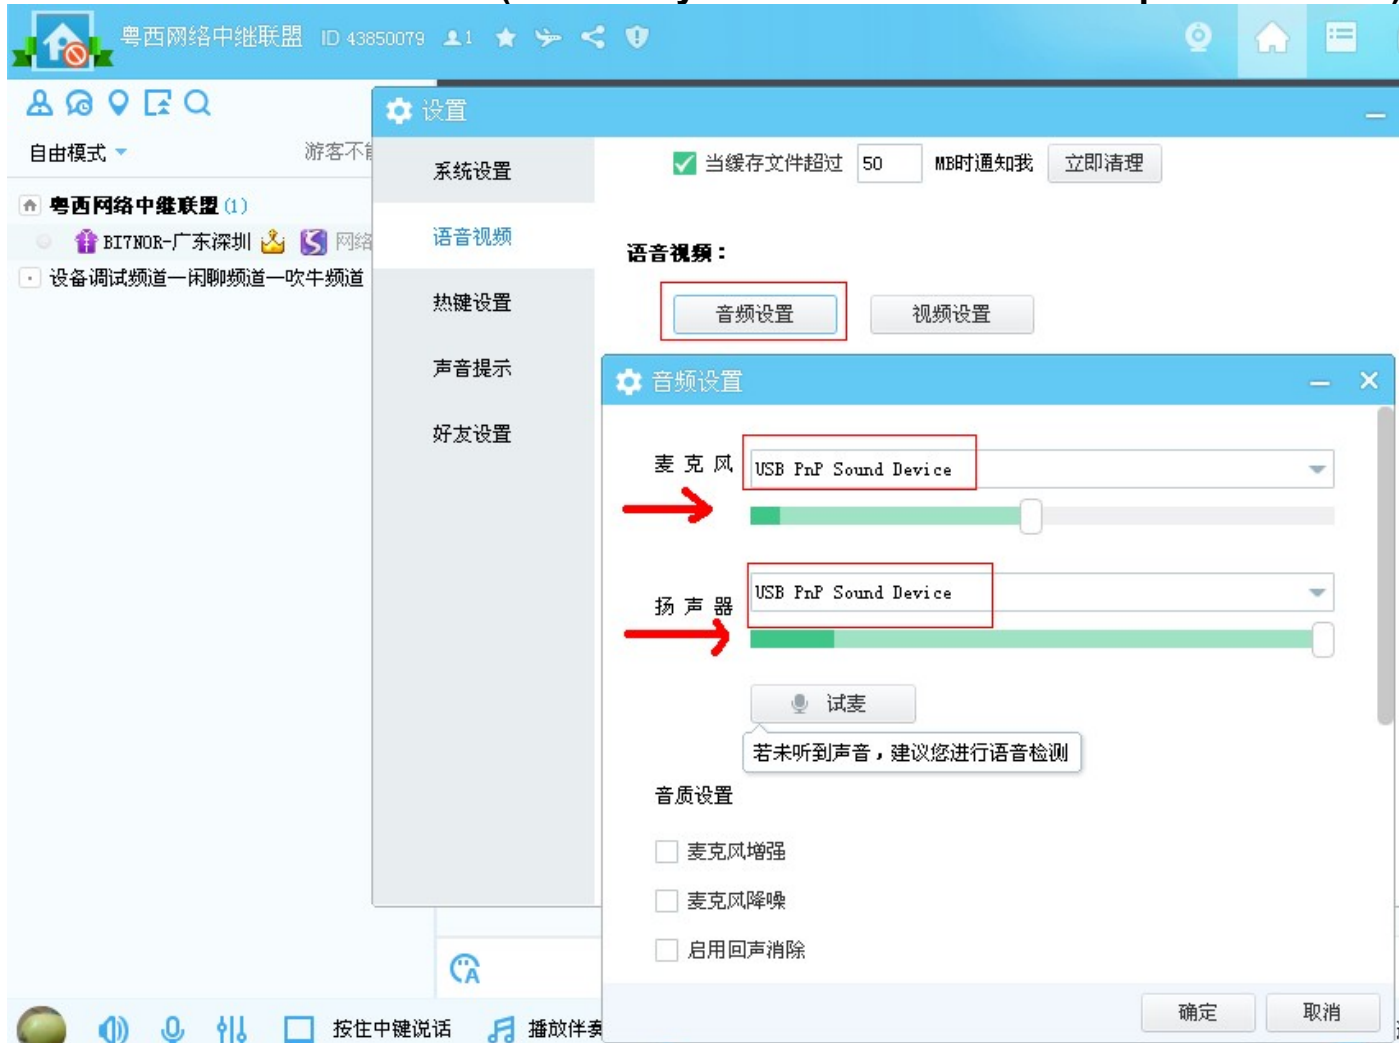 粤西网络中继联盟 ID 43850079 1
设置
自由模式
游客不
系统设置
当缓存文件超过 50 MB时通知我 立即清理
粤西网络中继联盟 (1)
BI7NOR-广东深圳 网络
语音视频
语音视频：
设备调试频道一闲聊频道一吹牛频道
热键设置
音频设置 视频设置
声音提示
音频设置
好友设置
麦克风 USB PnP Sound Device
扬声器 USB PnP Sound Device
试麦
若未听到声音，建议您进行语音检测
音质设置
麦克风增强
麦克风降噪
启用回声消除
确定 取消
按住中键说话 播放伴奏